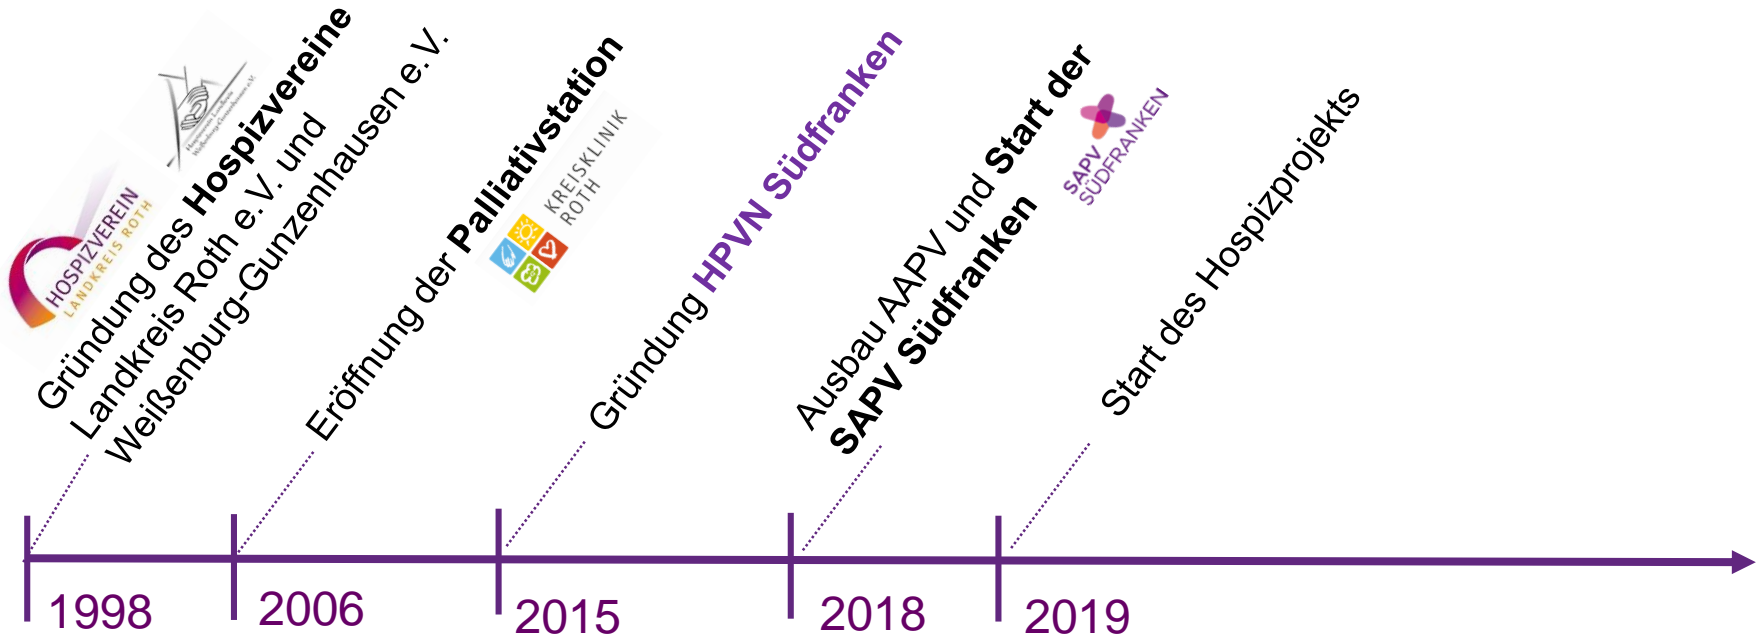 HOSPIZVEREIN
LANDKREIS ROTH
Gründung des Hospizvereine
Landkreis Roth e.V. und
Weißenburg-Gunzenhausen e.V.
Eröffnung der Palliativstation
KREISKLINIK
ROTH
Gründung HPVN Südfranken
Ausbau AAPV und Start der
SAPV Südfranken
SAPV
SÜDFRANKEN
Start des Hospizprojekts
1998
2006
2015
2018
2019